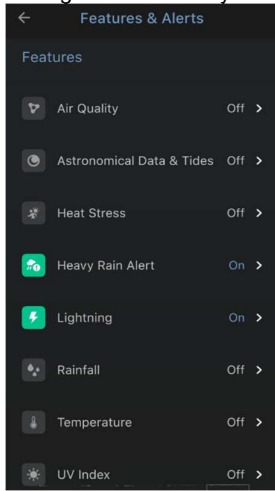 Features & Alerts
Features
Air Quality Off
Astronomical Data & Tides Off
Heat Stress Off
Heavy Rain Alert On
Lightning On
Rainfall Off
Temperature Off
UV Index Off